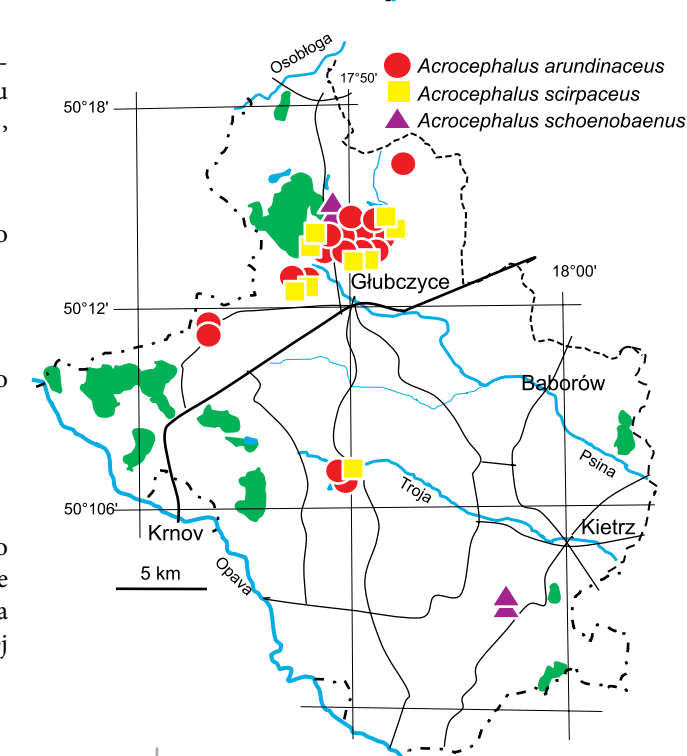 Osobłoga
17°50'
Acrocephalus arundinaceus
Acrocephalus scirpaceus
Acrocephalus schoenobaenus
50°18'
u
,
o
Głubczyce
18°00'
50°12'
o
Baborów
Psina
Troja
50°106'
Krnov
Kietrz
o
Opava
5 km
e
a
ej